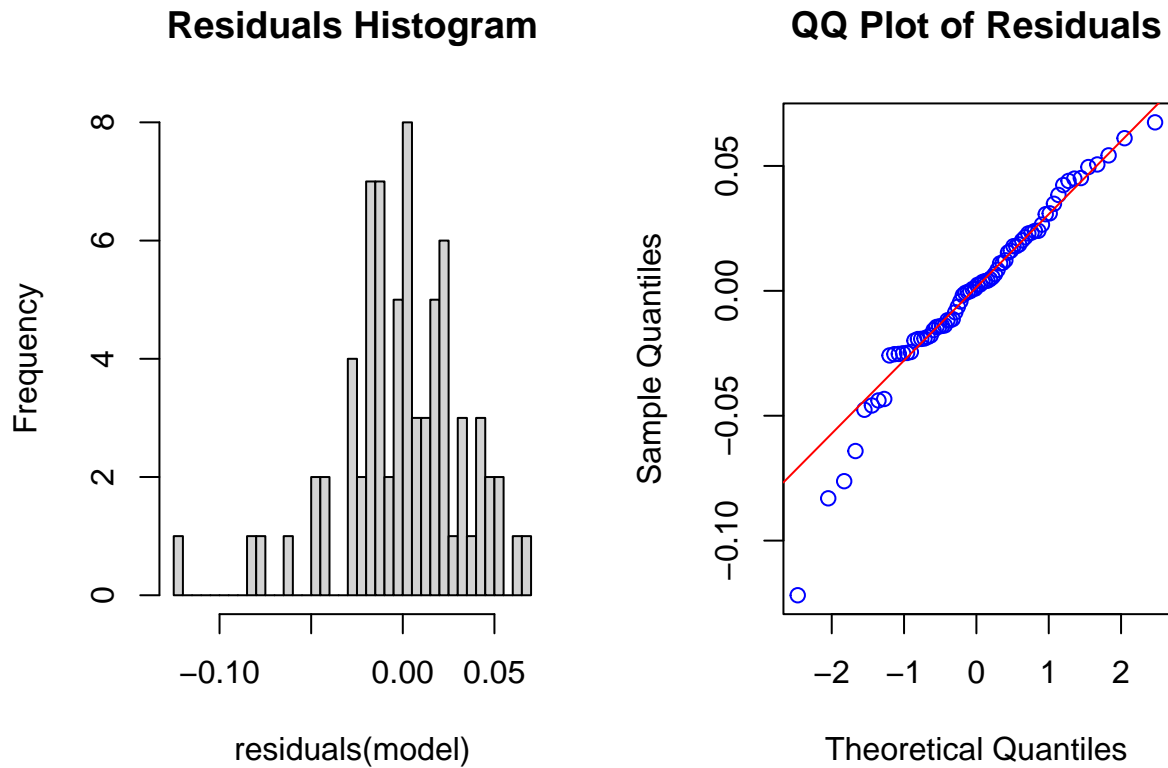 Residuals Histogram
Frequency
0
2
4
6
8
−0.10
0.00
0.05
residuals(model)
QQ Plot of Residuals
Sample Quantiles
−0.10
−0.05
0.00
0.05
−2
−1
0
1
2
Theoretical Quantiles